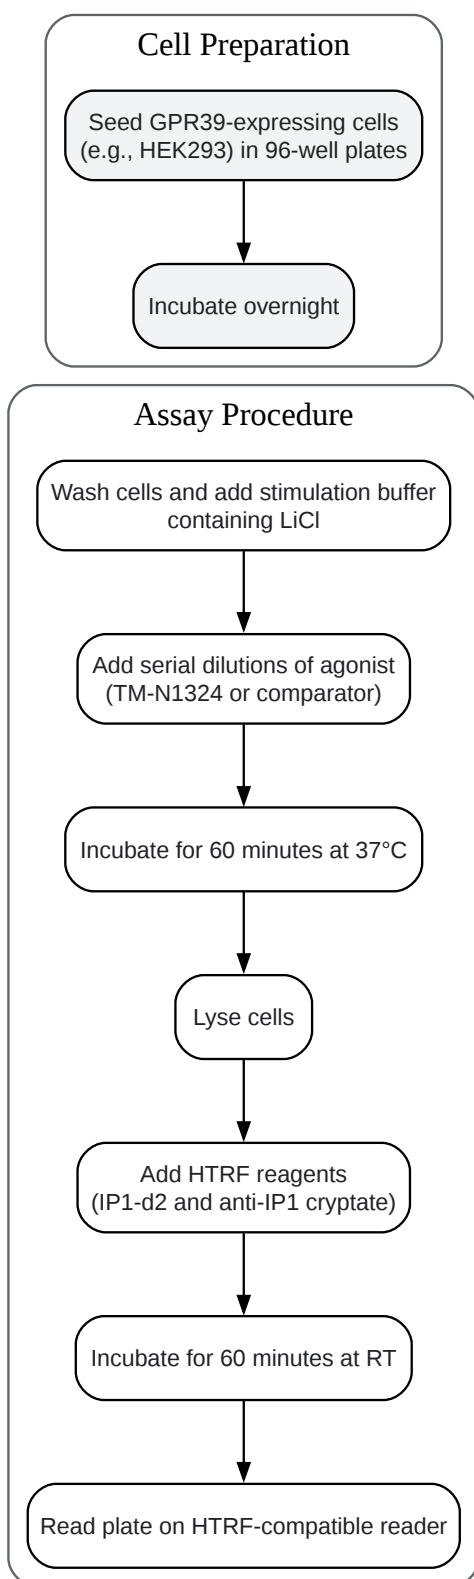 Cell Preparation
Seed GPR39-expressing cells
(e.g., HEK293) in 96-well plates
Incubate overnight
Assay Procedure
Wash cells and add stimulation buffer
containing LiCl
Add serial dilutions of agonist
(TM-N1324 or comparator)
Incubate for 60 minutes at 37°C
Lyse cells
Add HTRF reagents
(IP1-d2 and anti-IP1 cryptate)
Incubate for 60 minutes at RT
Read plate on HTRF-compatible reader